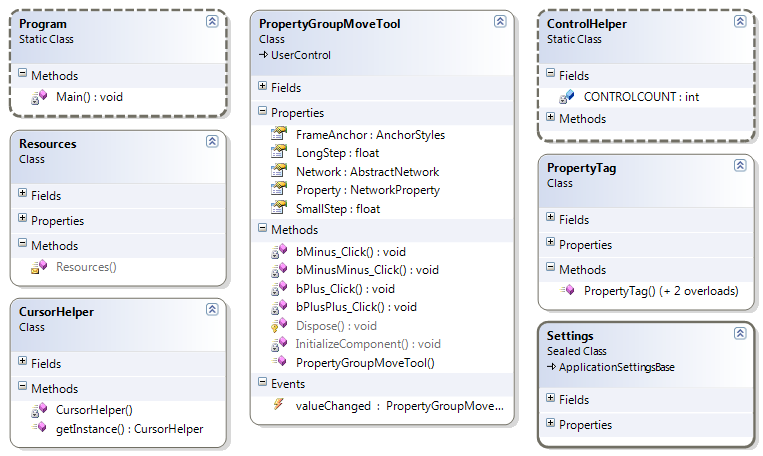 Program
Static Class
Methods
Main() : void
Resources
Class
Fields
Properties
Methods
Resources()
CursorHelper
Class
Fields
Methods
CursorHelper()
getInstance() : CursorHelper
PropertyGroupMoveTool
Class
UserControl
Fields
Properties
FrameAnchor : AnchorStyles
LongStep : float
Network : AbstractNetwork
Property : NetworkProperty
SmallStep : float
Methods
bMinus_Click() : void
bMinusMinus_Click() : void
bPlus_Click() : void
bPlusPlus_Click() : void
Dispose() : void
InitializeComponent() : void
PropertyGroupMoveTool()
Events
valueChanged : PropertyGroupMove...
ControlHelper
Static Class
Fields
CONTROLCOUNT : int
Methods
PropertyTag
Class
Fields
Properties
Methods
PropertyTag() (+ 2 overloads)
Settings
Sealed Class
ApplicationSettingsBase
Fields
Properties